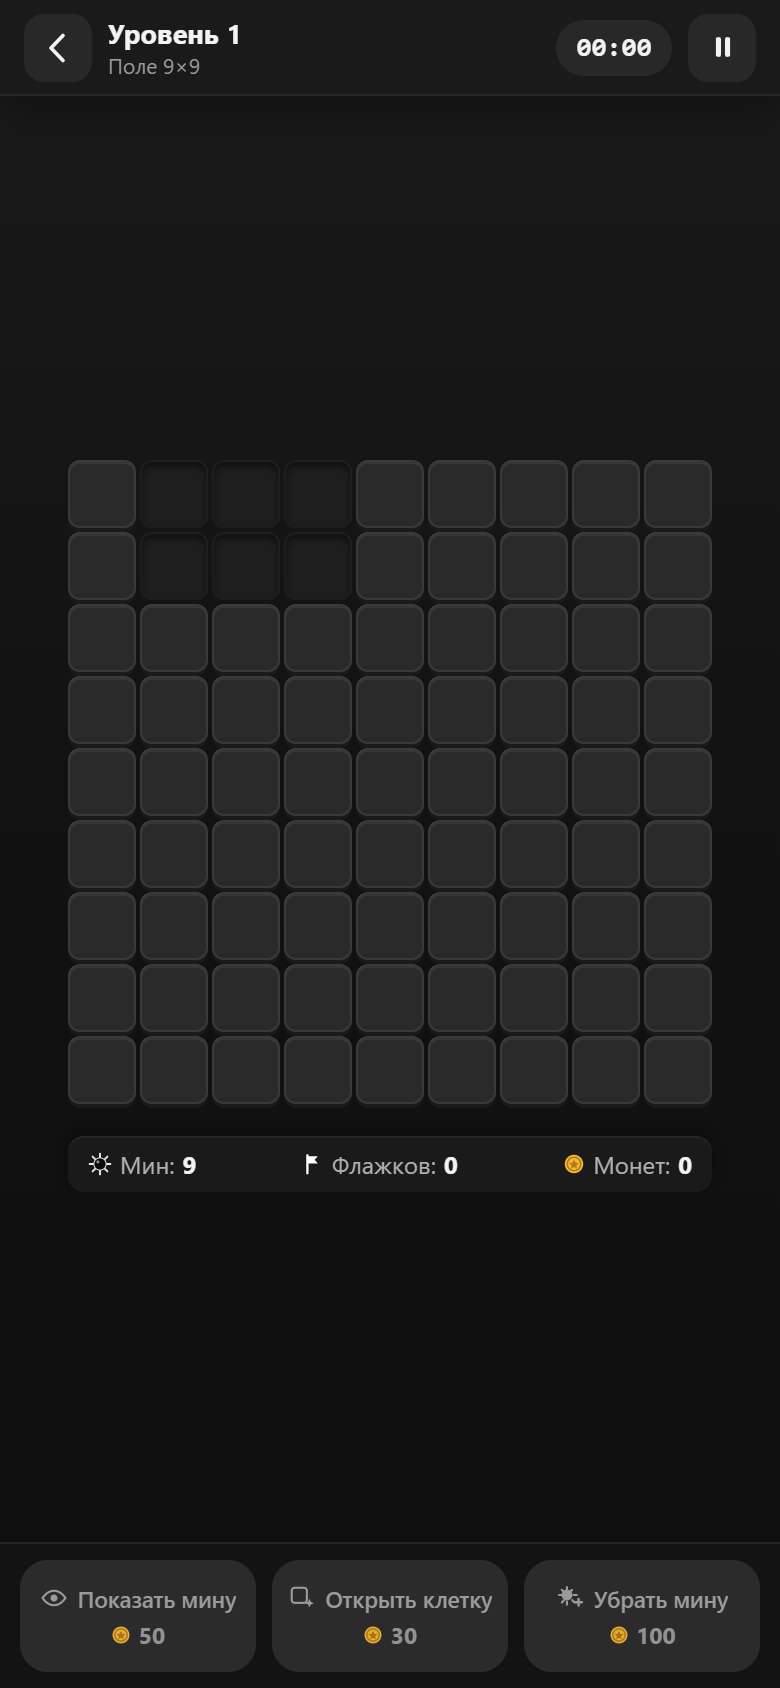 Уровень 1
Поле 9×9
00:00
Мин: 9
Флажков: 0
Монет: 0
Показать мину
50
Открыть клетку
30
Убрать мину
100